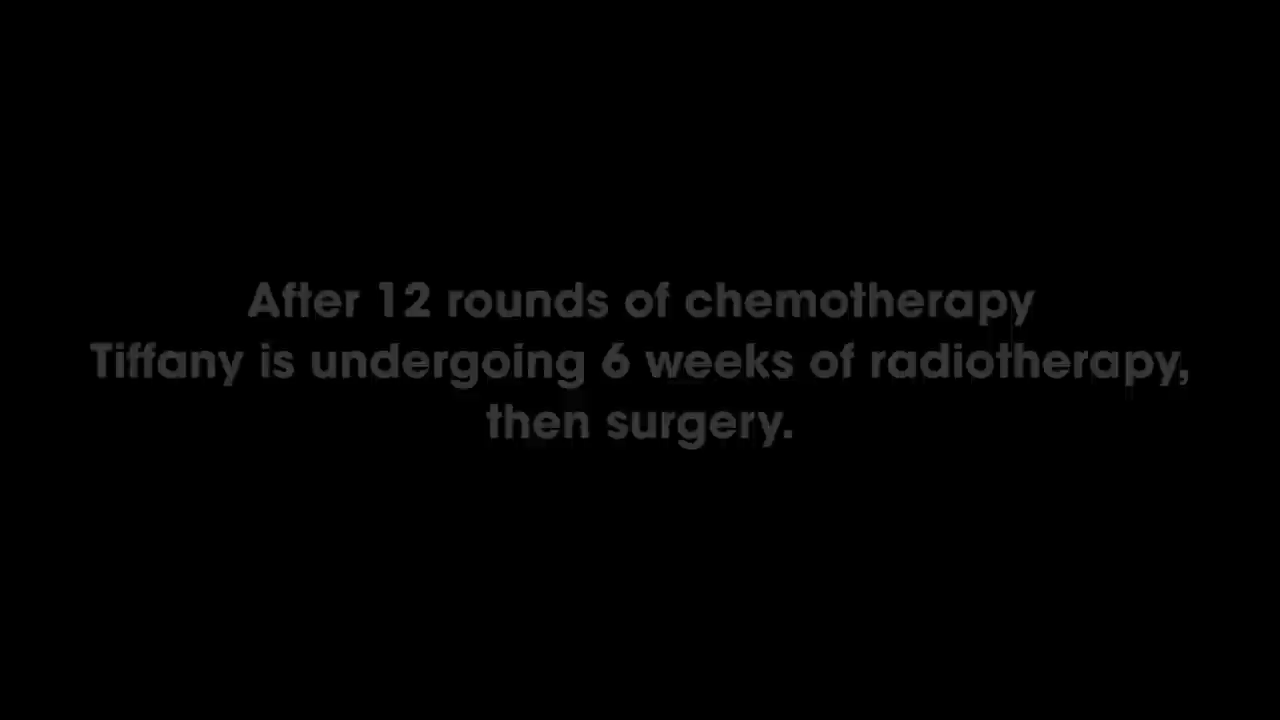 After 12 rounds of chemotherapy
Tiffany is undergoing 6 weeks of radiotherapy,
then surgery.